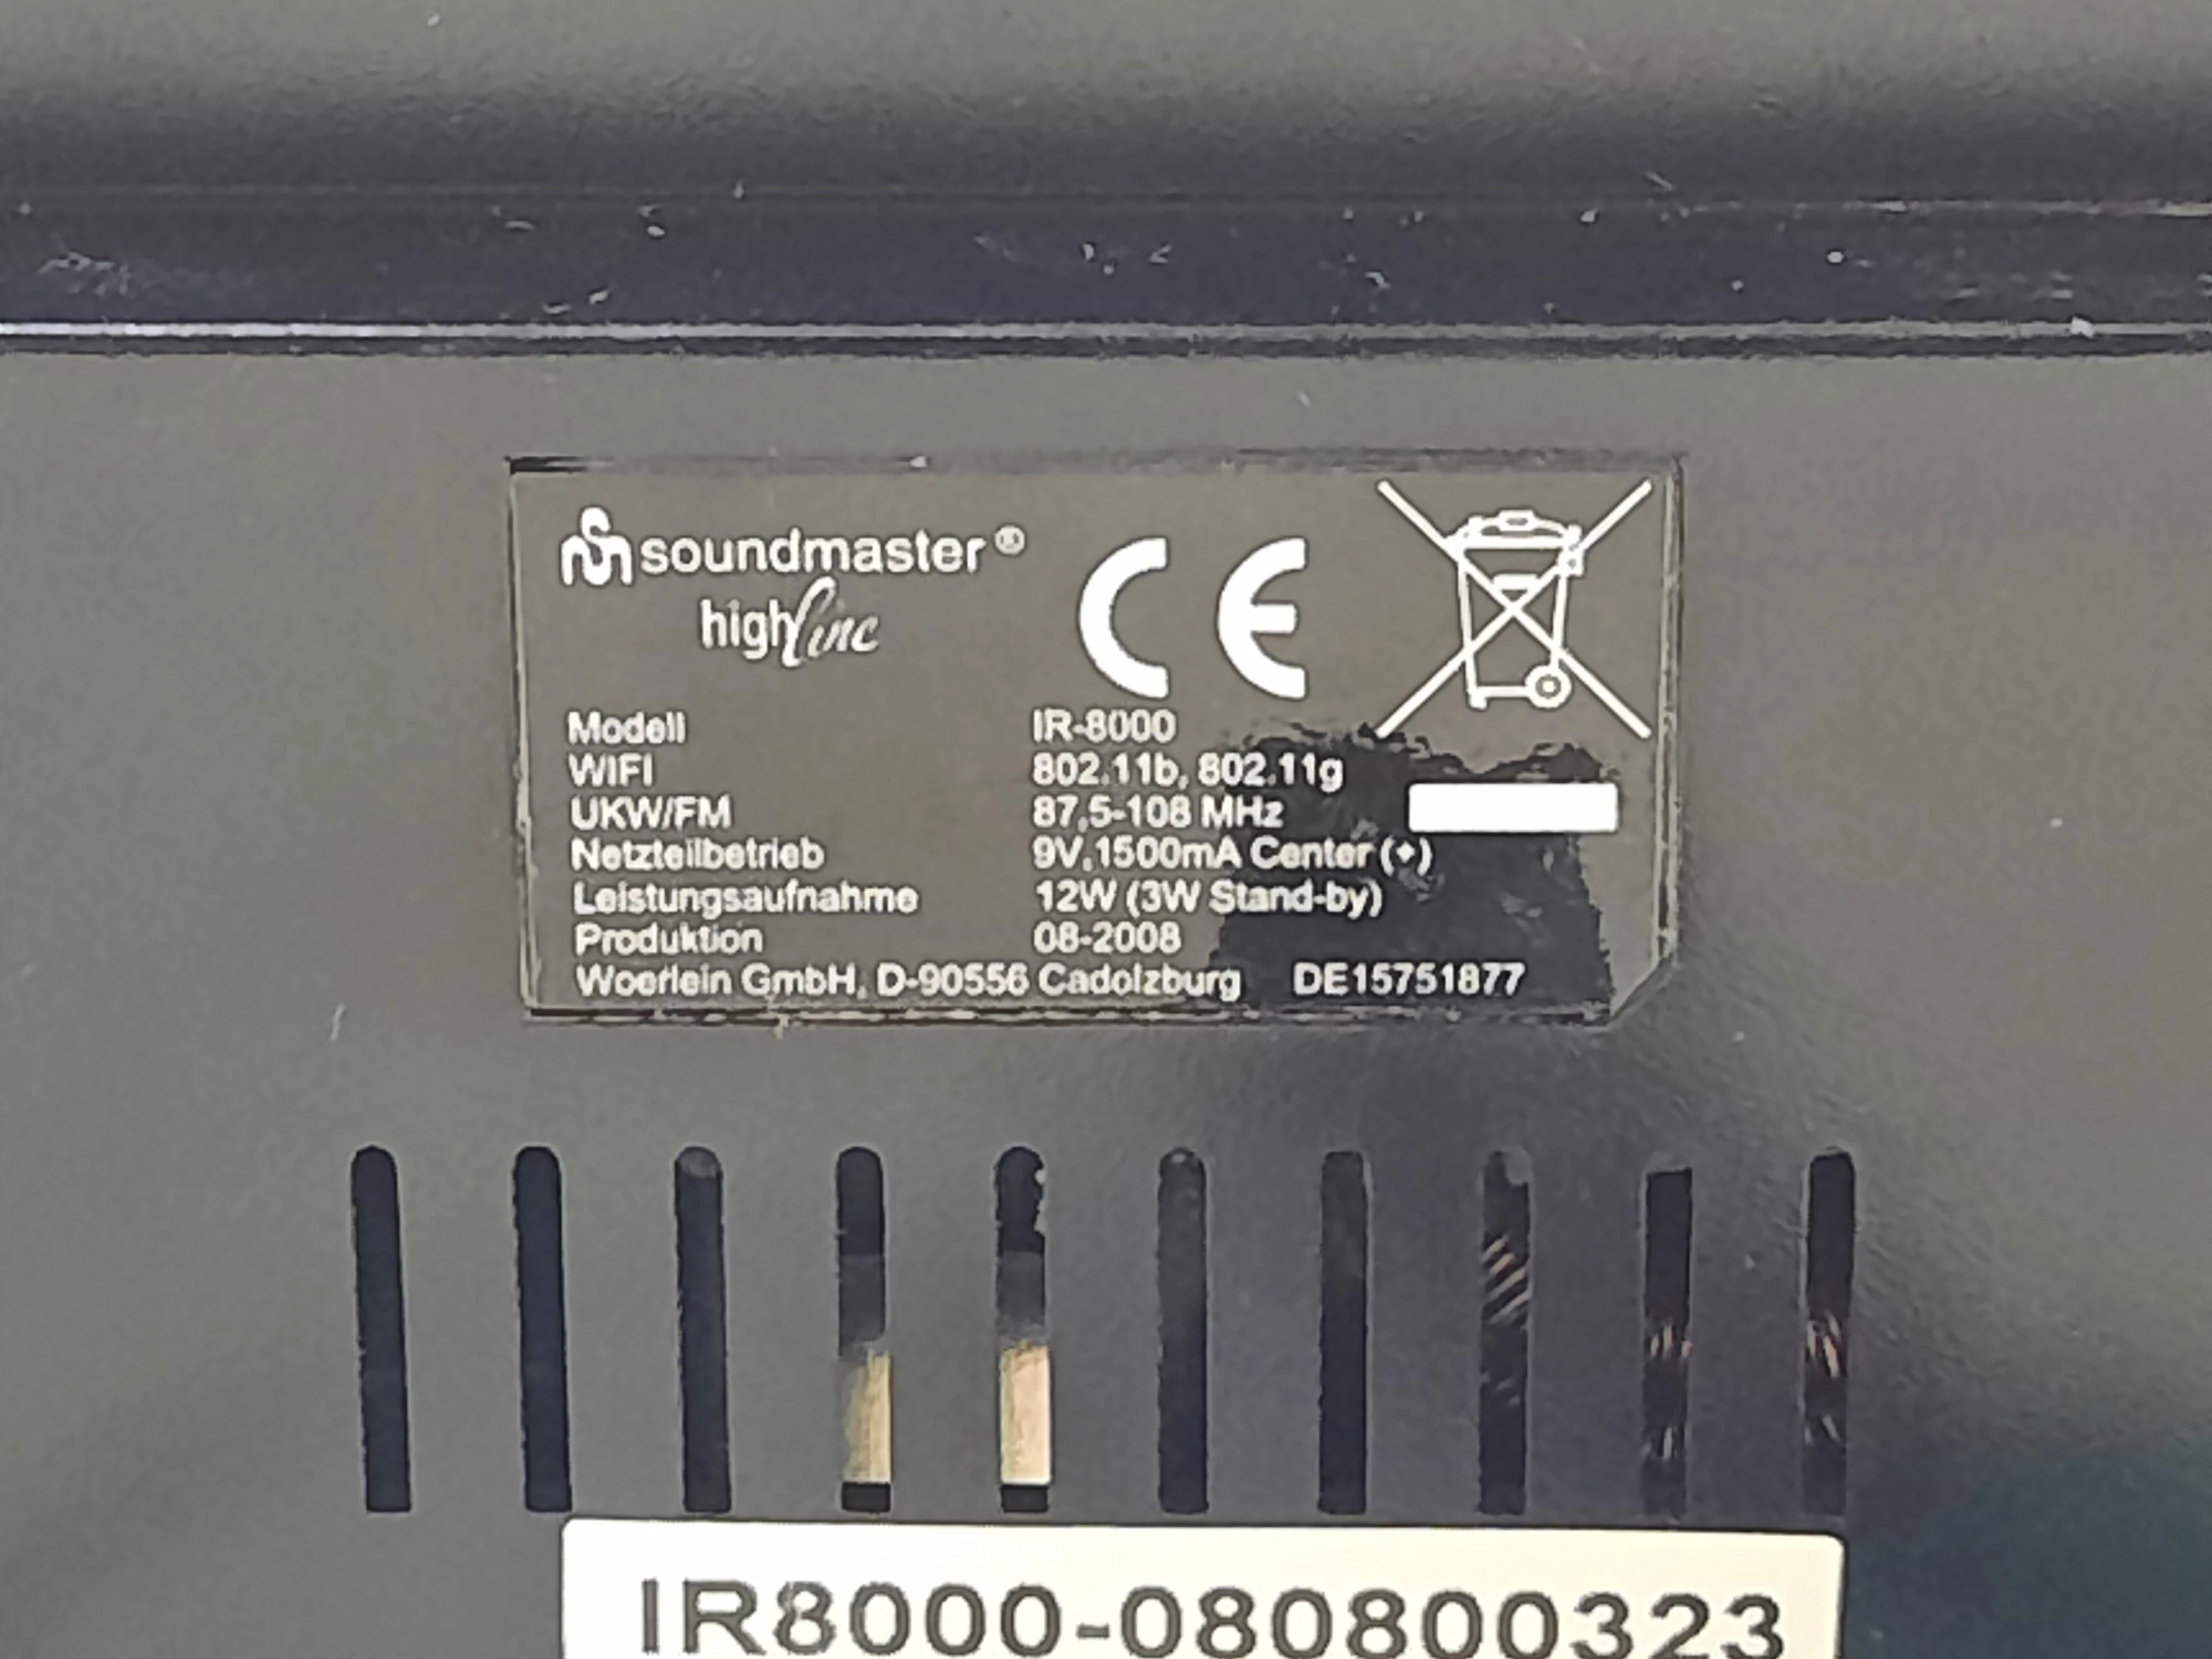 soundmaster®
highline
CE
Modell IR-8000
WIFI 802.11b, 802.11g
UKW/FM 87,5-108 MHz
Netzteilbetrieb 9V,1500mA Center (+)
Leistungsaufnahme 12W (3W Stand-by)
Produktion 08-2008
Woerlein GmbH, D-90556 Cadolzburg DE15751877
IR8000-080800323